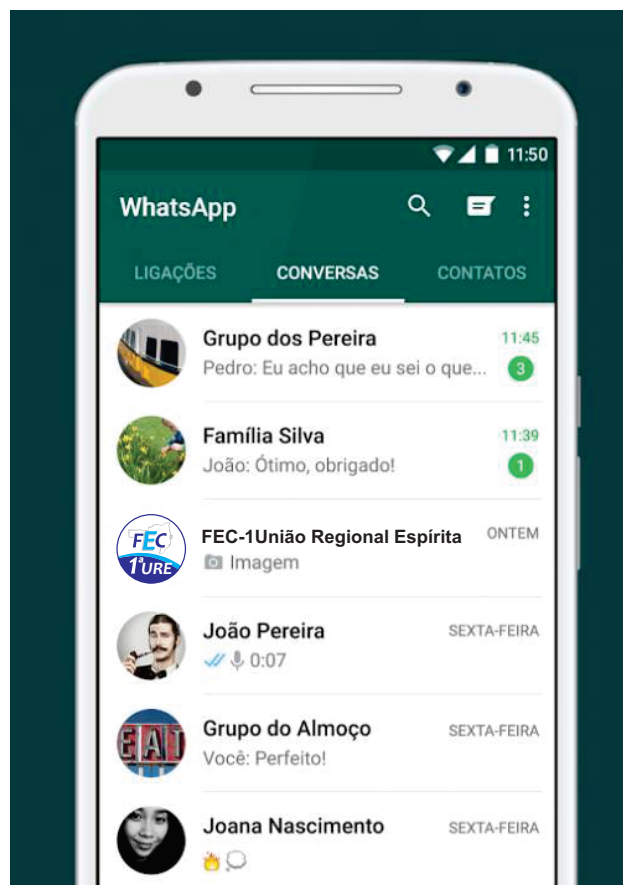 11:50
WhatsApp
LIGAÇÕES CONVERSAS CONTATOS
Grupo dos Pereira 11:45
Pedro: Eu acho que eu sei o que... 3
Família Silva 11:39
João: Ótimo, obrigado! 1
FEC
1ªURE
FEC-1União Regional Espírita ONTEM
Imagem
João Pereira SEXTA-FEIRA
0:07
EAT
Grupo do Almoço SEXTA-FEIRA
Você: Perfeito!
Joana Nascimento SEXTA-FEIRA
🔥💭